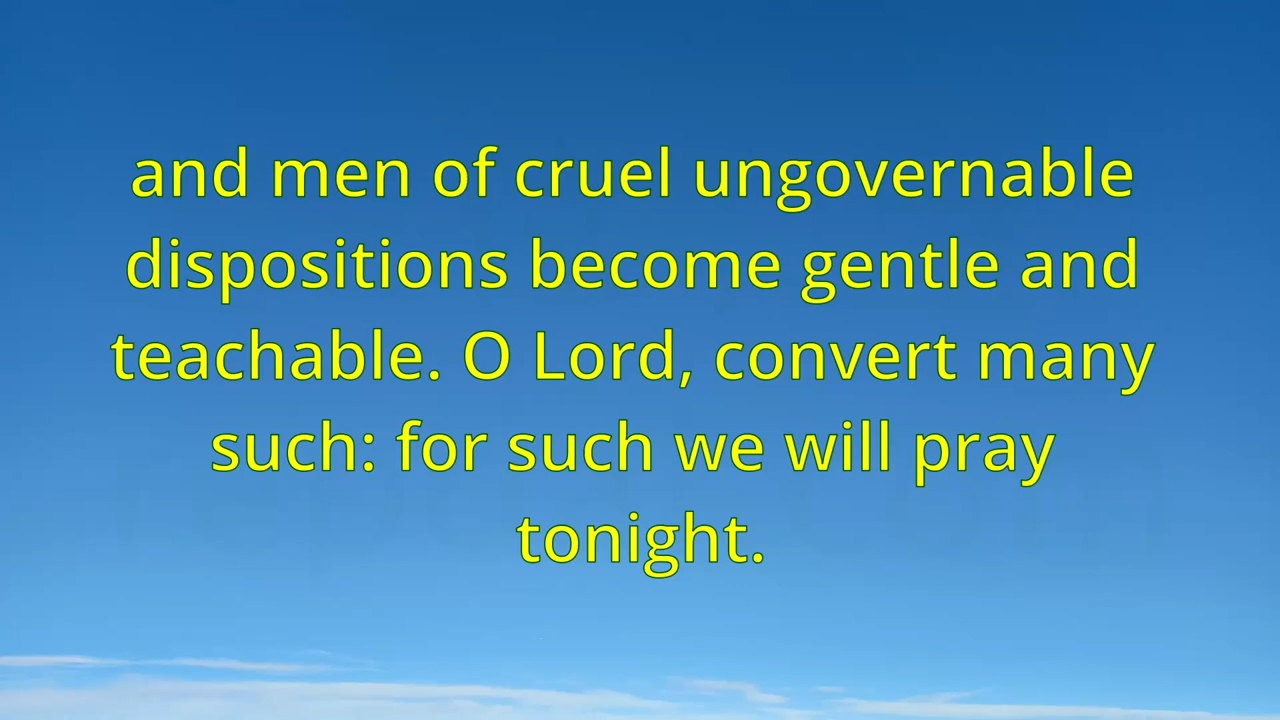 and men of cruel ungovernable
dispositions become gentle and
teachable. O Lord, convert many
such: for such we will pray
tonight.